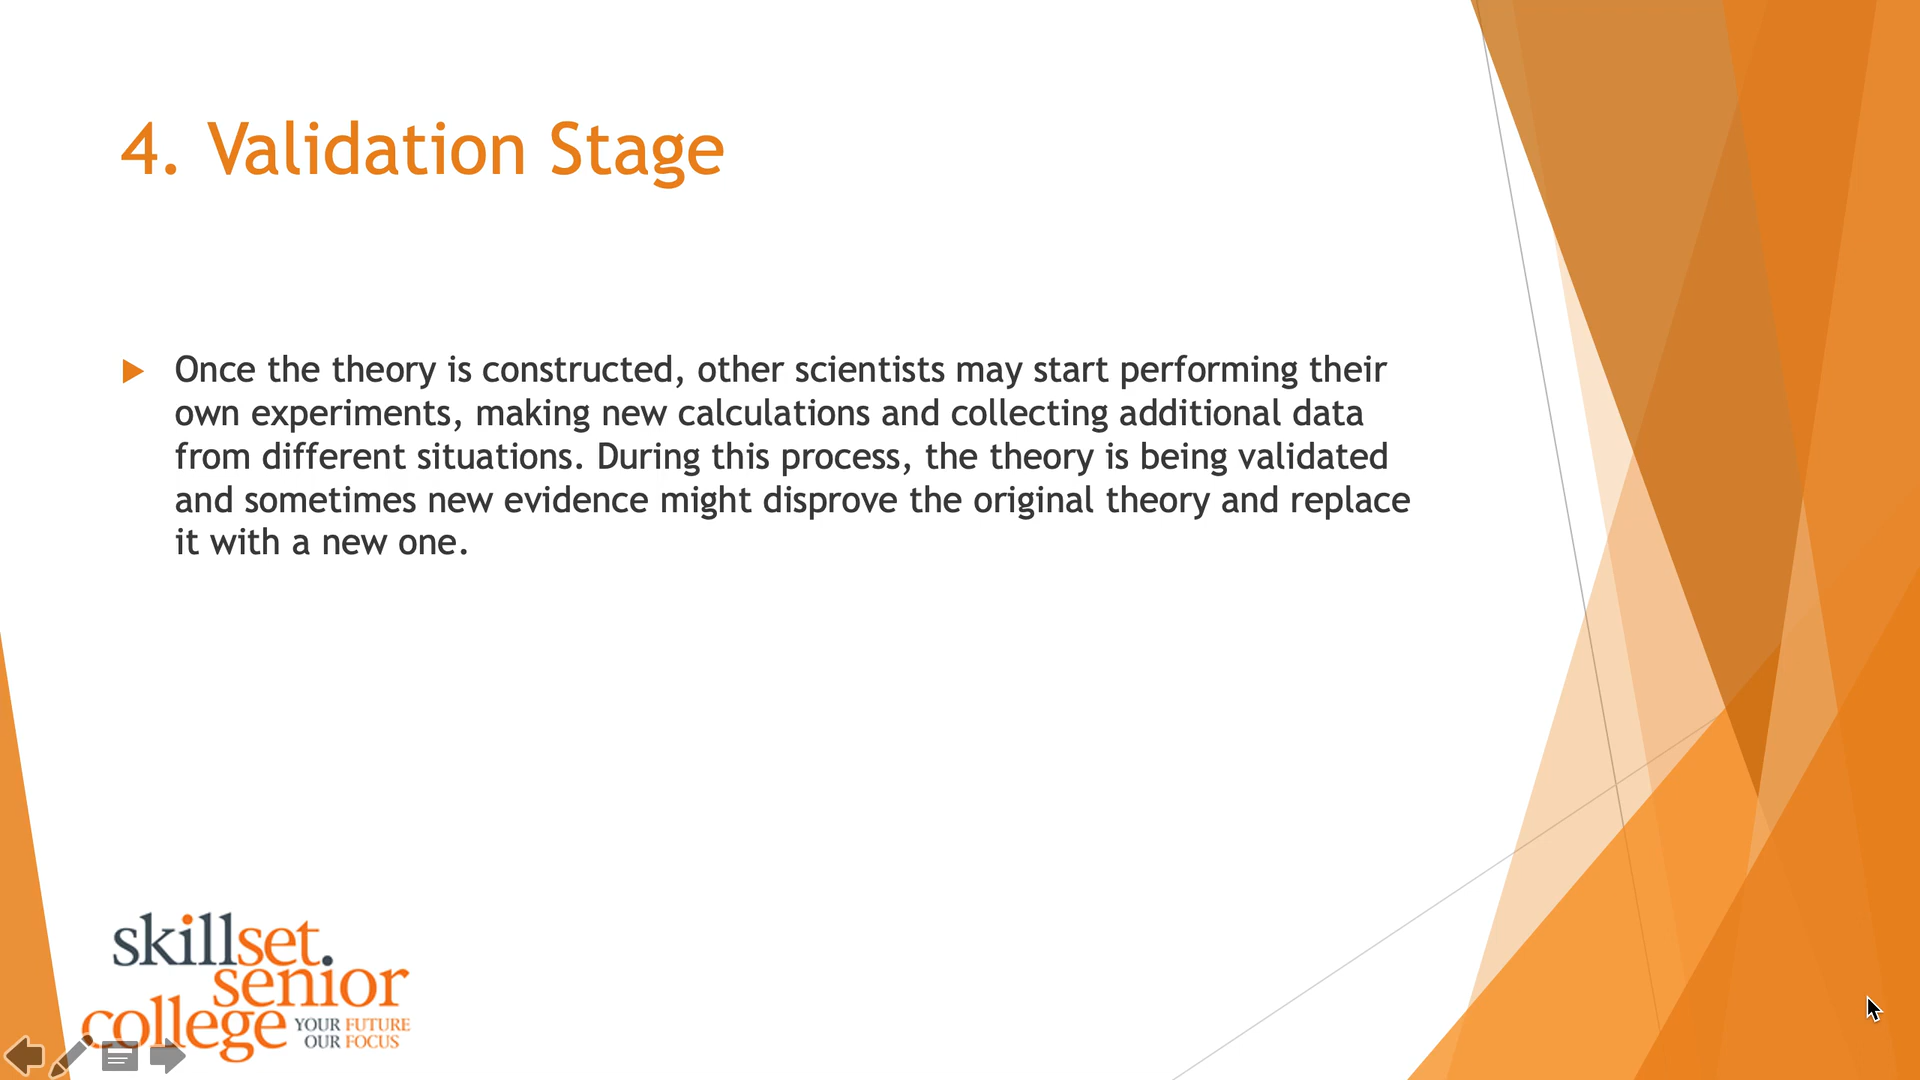 4. Validation Stage
Once the theory is constructed, other scientists may start performing their
own experiments, making new calculations and collecting additional data
from different situations. During this process, the theory is being validated
and sometimes new evidence might disprove the original theory and replace
it with a new one.
skillset.
senior
college
YOUR FUTURE
OUR FOCUS